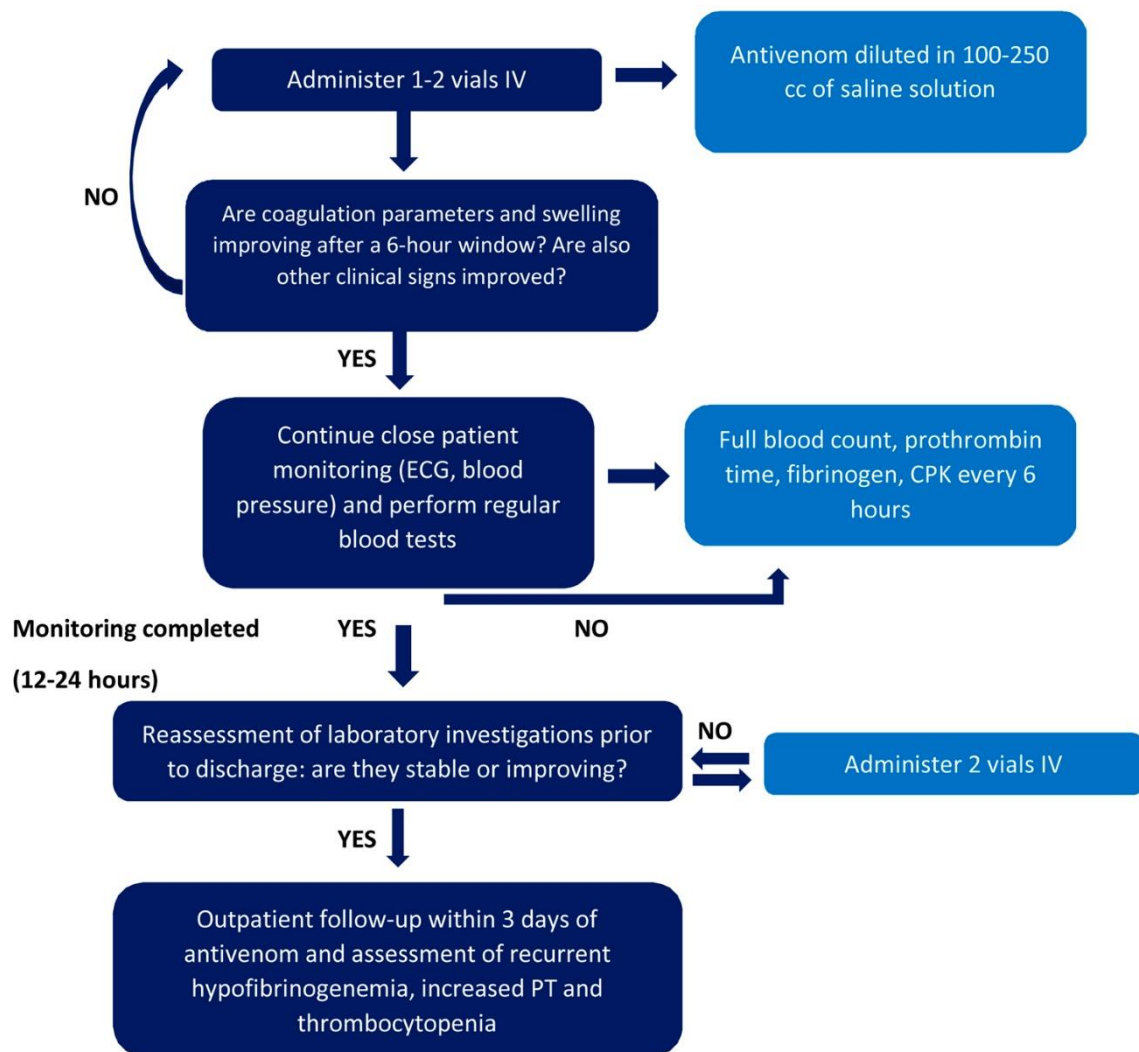 Administer 1-2 vials IV
Antivenom diluted in 100-250
cc of saline solution
NO
Are coagulation parameters and swelling
improving after a 6-hour window? Are also
other clinical signs improved?
YES
Continue close patient
monitoring (ECG, blood
pressure) and perform regular
blood tests
Full blood count, prothrombin
time, fibrinogen, CPK every 6
hours
Monitoring completed
(12-24 hours)
YES
NO
Reassessment of laboratory investigations prior
to discharge: are they stable or improving?
NO
Administer 2 vials IV
YES
Outpatient follow-up within 3 days of
antivenom and assessment of recurrent
hypofibrinogenemia, increased PT and
thrombocytopenia